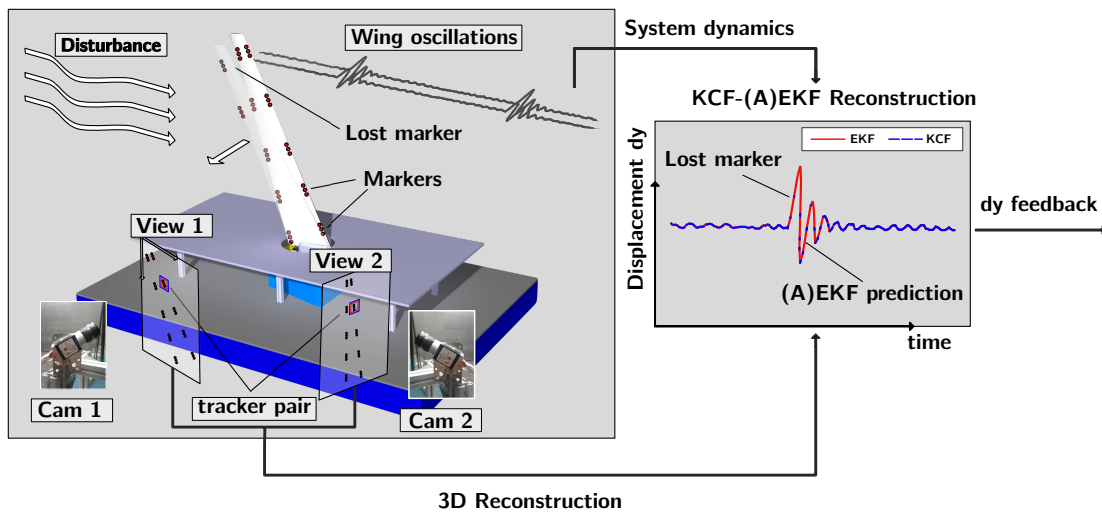 Disturbance
Wing oscillations
System dynamics
Lost marker
Markers
View 1
View 2
Cam 1
tracker pair
Cam 2
3D Reconstruction
KCF-(A)EKF Reconstruction
EKF
KCF
Lost marker
Displacement dy
(A)EKF prediction
time
dy feedback